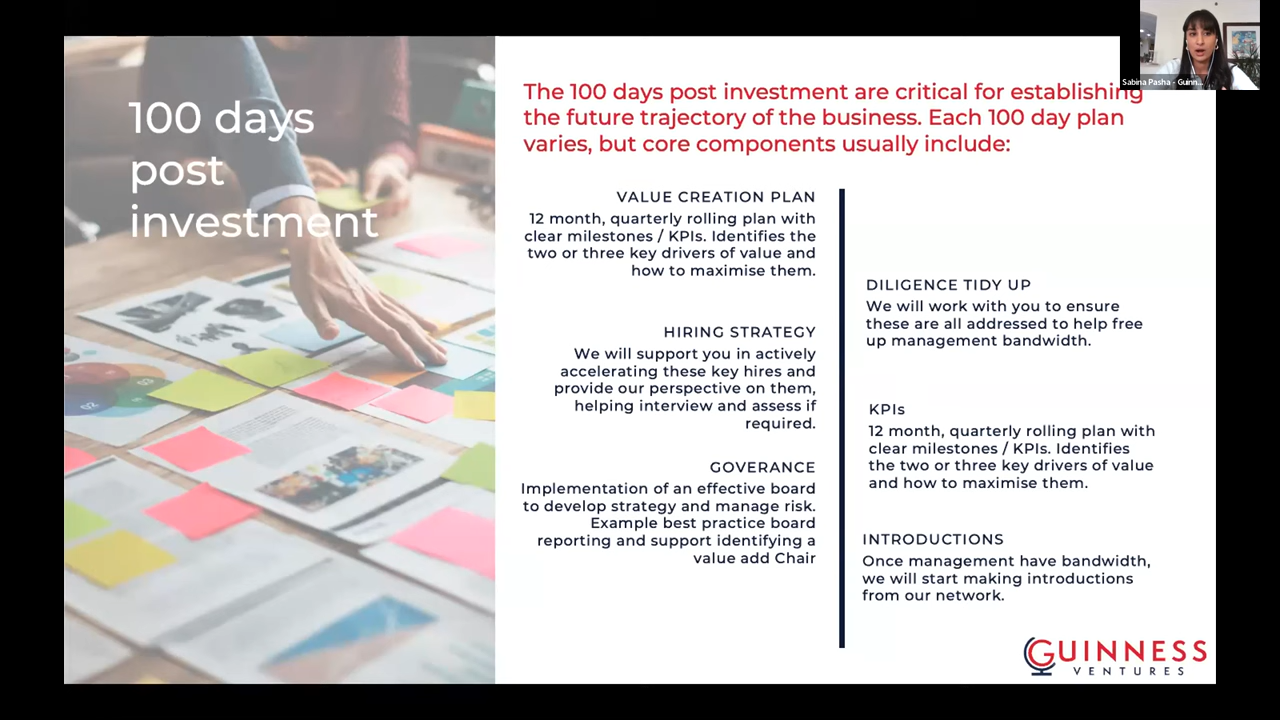 Sabina Pasha - Guinn...
100 days
post
investment
The 100 days post investment are critical for establishing
the future trajectory of the business. Each 100 day plan
varies, but core components usually include:
VALUE CREATION PLAN
12 month, quarterly rolling plan with
clear milestones / KPIs. Identifies the
two or three key drivers of value and
how to maximise them.
HIRING STRATEGY
We will support you in actively
accelerating these key hires and
provide our perspective on them,
helping interview and assess if
required.
GOVERANCE
Implementation of an effective board
to develop strategy and manage risk.
Example best practice board
reporting and support identifying a
value add Chair
DILIGENCE TIDY UP
We will work with you to ensure
these are all addressed to help free
up management bandwidth.
KPIs
12 month, quarterly rolling plan with
clear milestones / KPIs. Identifies
the two or three key drivers of value
and how to maximise them.
INTRODUCTIONS
Once management have bandwidth,
we will start making introductions
from our network.
GUINNESS
VENTURES
02
03